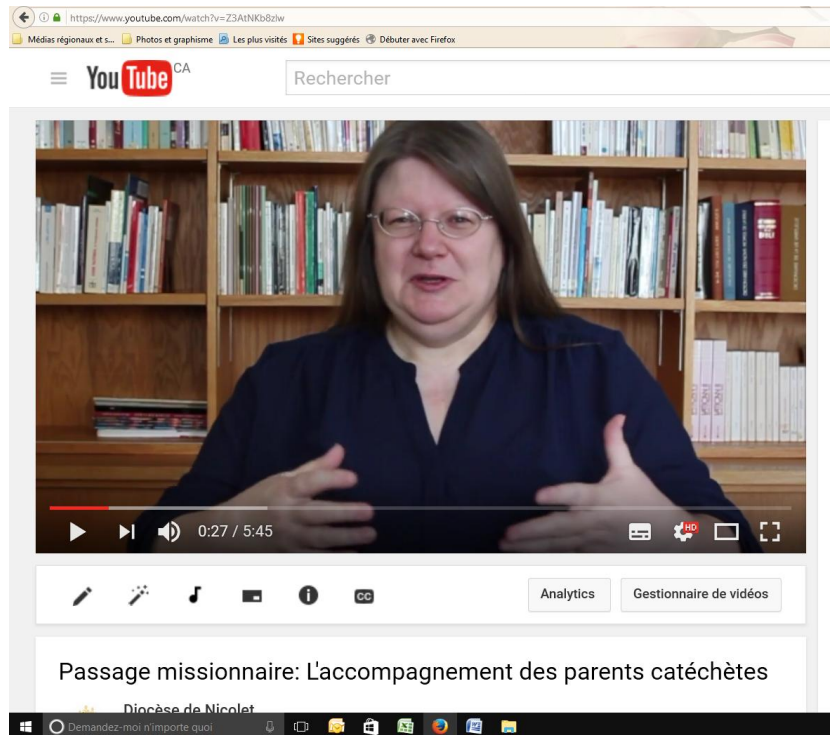 https://www.youtube.com/watch?v=Z3AtNKb8zlw
Médias régionaux et s... Photos et graphisme Les plus visités Sites suggérés Débuter avec Firefox
YouTube CA Rechercher
0:27 / 5:45 HD
CC Analytics Gestionnaire de vidéos
Passage missionnaire: L'accompagnement des parents catéchètes
Diocèse de Nicolet
Demandez-moi n'importe quoi